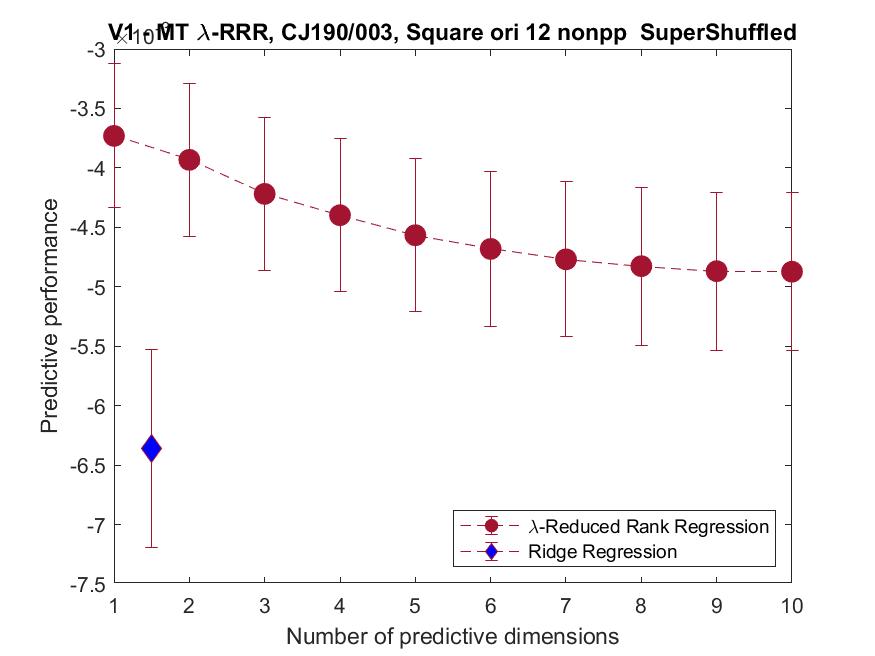 V1 - MT λ-RRR, CJ190/003, Square ori 12 nonpp SuperShuffled
-3
-3.5
-4
-4.5
-5
-5.5
-6
-6.5
-7
-7.5
Predictive performance
λ-Reduced Rank Regression
Ridge Regression
1 2 3 4 5 6 7 8 9 10
Number of predictive dimensions